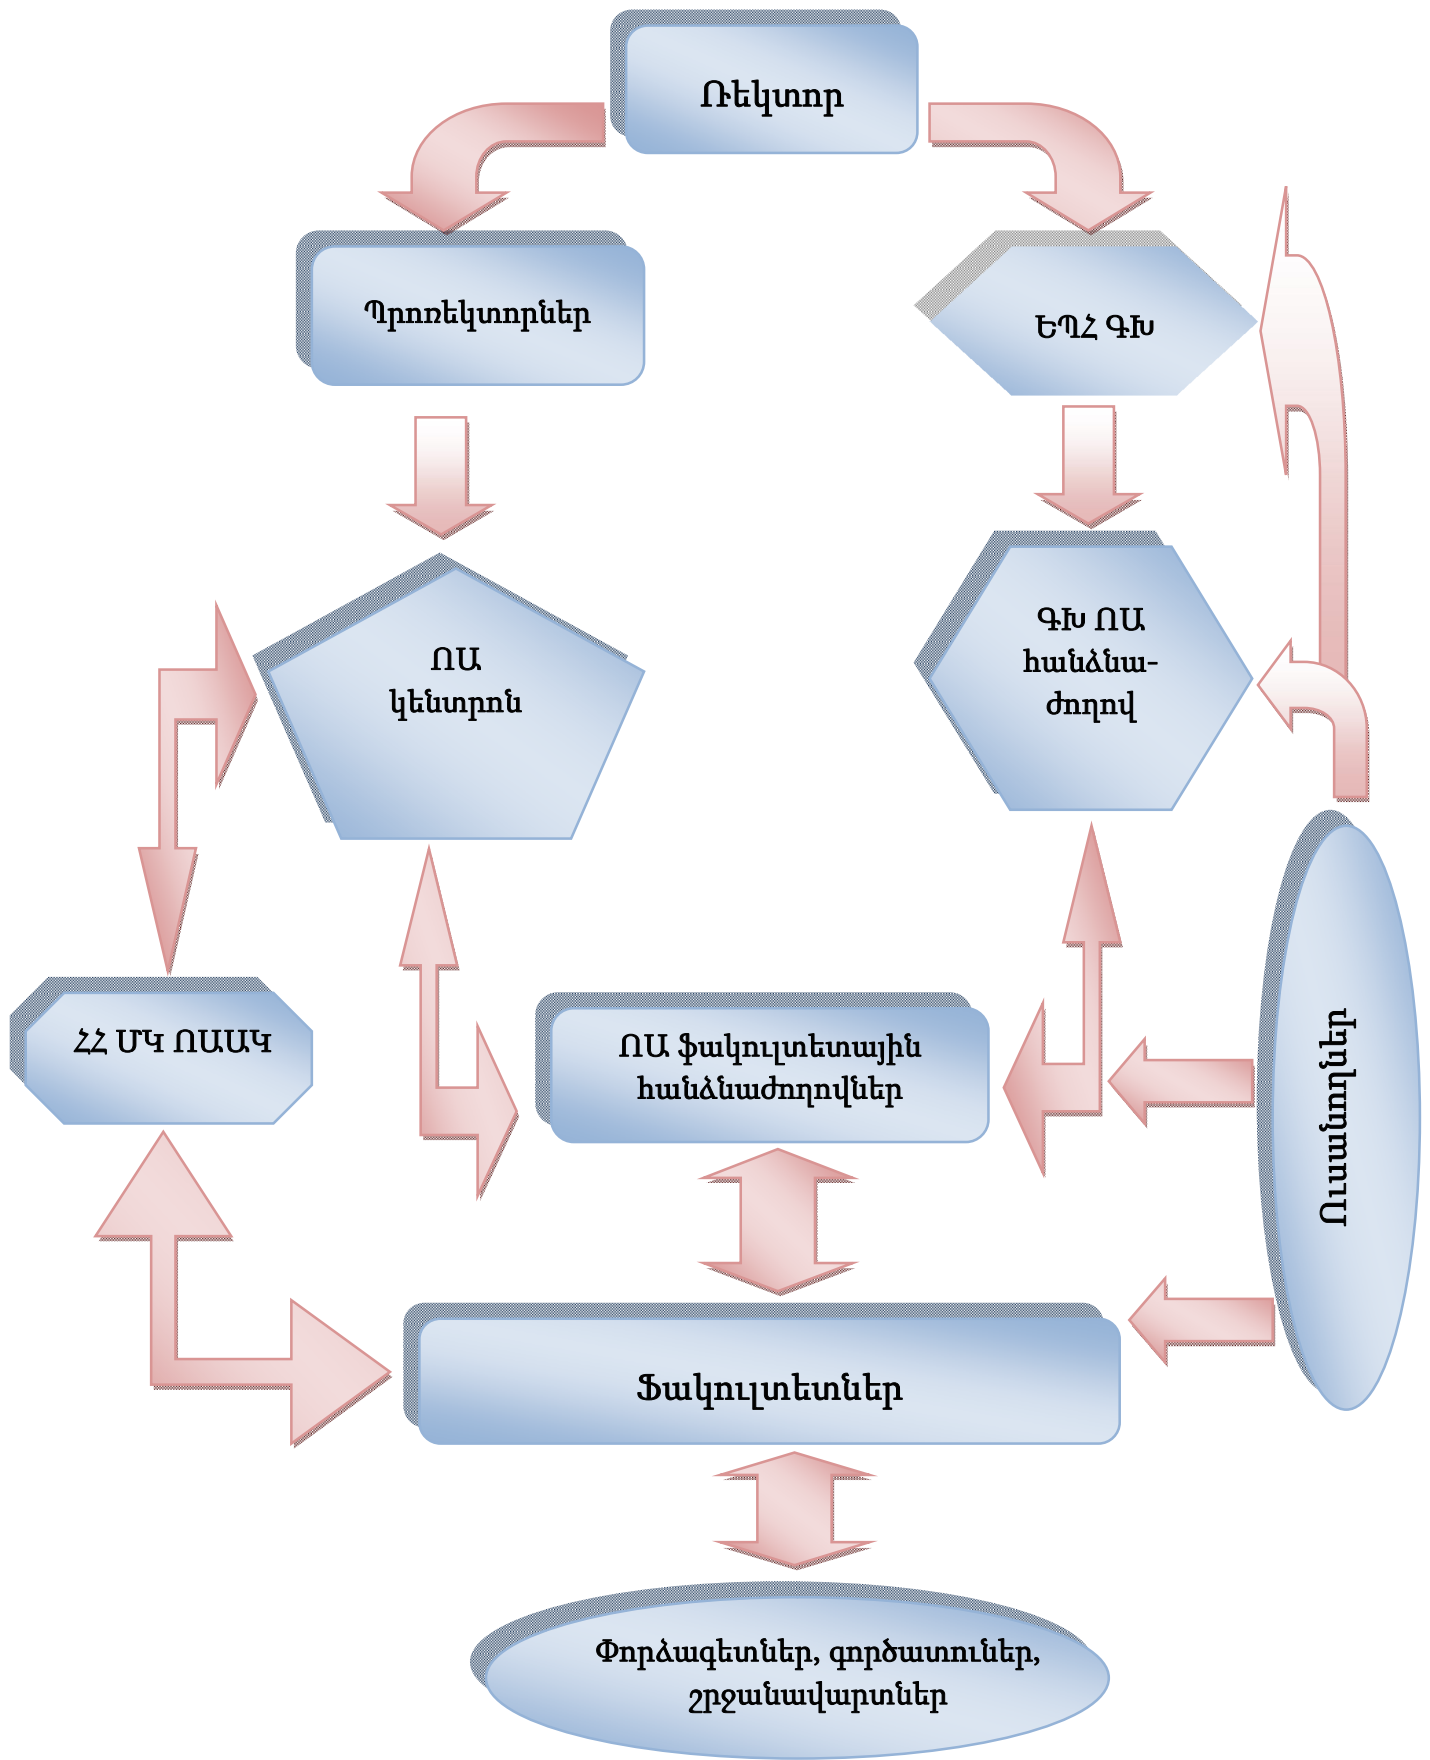 Ռեկտոր
Պրոռեկտորներ
ԵՊՀ ԳԽ
ՈԱ
կենտրոն
ԳԽ ՈԱ
հանձնա-
ժողով
ՀՀ ՄԿ ՈԱԱԿ
ՈԱ ֆակուլտետային
հանձնաժողովներ
Ուսանողներ
Ֆակուլտետներ
Փորձագետներ, գործատուներ,
շրջանավարտներ